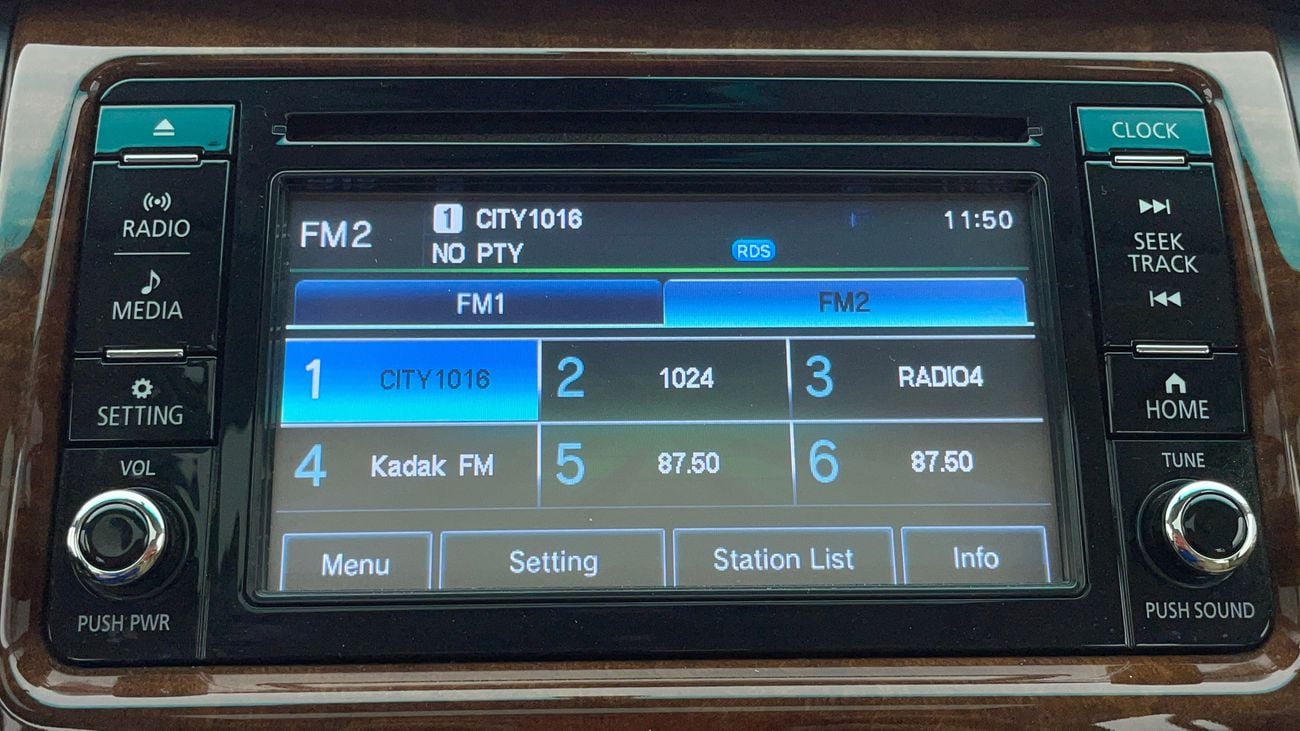 CLOCK
RADIO
MEDIA
SETTING
VOL
PUSH PWR
FM2
1 CITY1016
NO PTY
RDS
11:50
FM1
FM2
1 CITY1016
2 1024
3 RADIO4
4 Kadak FM
5 87.50
6 87.50
Menu
Setting
Station List
Info
SEEK
TRACK
HOME
TUNE
PUSH SOUND